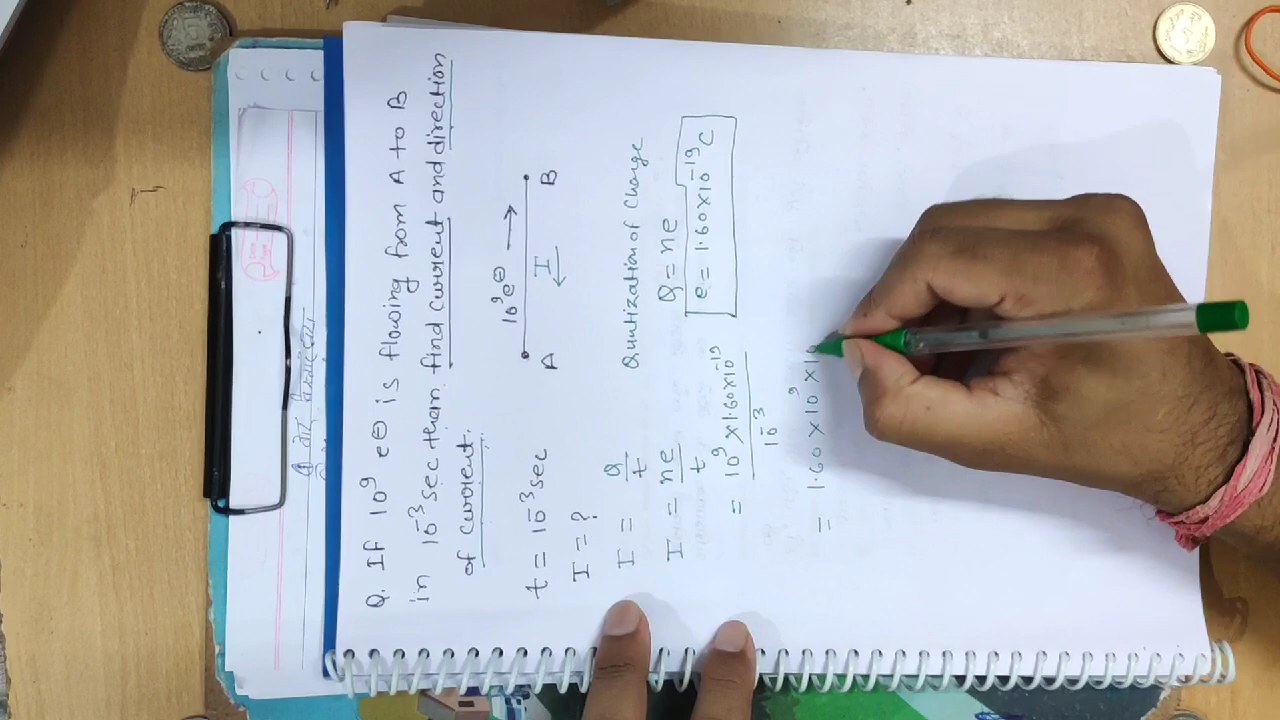 Q. If 10⁹ e⊖ is flowing from A to B
in 10⁻³ sec then find current and direction
of current.
10⁹e⊖ →
t = 10⁻³ sec
A B
← I
I = ?
I = Q/t
Quntization of Charge
I = ne/t
Q = ne
= 10⁹ × 1.60×10⁻¹⁹ / 10⁻³
e = 1.60×10⁻¹⁹ C
= 1.60 × 10⁹ × 10